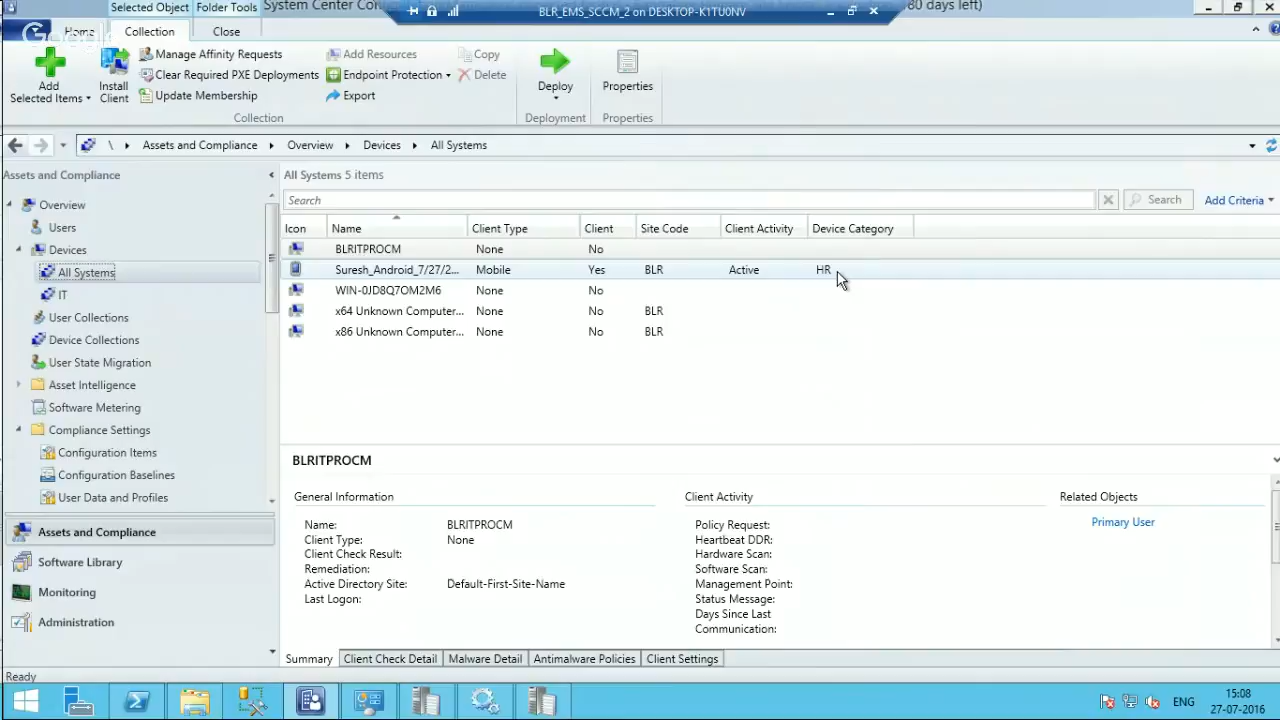 Selected Object
Folder Tools
System Center Con
BLR_EMS_SCCM_2 on DESKTOP-K1TU0NV
80 days left)
Home
Collection
Close
Add
Selected Items
Install
Client
Manage Affinity Requests
Clear Required PXE Deployments
Update Membership
Add Resources
Endpoint Protection
Export
Copy
Delete
Collection
Deploy
Deployment
Properties
Properties
\ Assets and Compliance Overview Devices All Systems
Assets and Compliance
Overview
Users
Devices
All Systems
IT
User Collections
Device Collections
User State Migration
Asset Intelligence
Software Metering
Compliance Settings
Configuration Items
Configuration Baselines
User Data and Profiles
Assets and Compliance
Software Library
Monitoring
Administration
All Systems 5 items
Search
Search
Add Criteria
Icon Name Client Type Client Site Code Client Activity Device Category
BLRITPROCM None No
Suresh_Android_7/27/2... Mobile Yes BLR Active HR
WIN-0JD8Q7OM2M6 None No
x64 Unknown Computer... None No BLR
x86 Unknown Computer... None No BLR
BLRITPROCM
General Information
Name: BLRITPROCM
Client Type: None
Client Check Result:
Remediation:
Active Directory Site: Default-First-Site-Name
Last Logon:
Client Activity
Policy Request:
Heartbeat DDR:
Hardware Scan:
Software Scan:
Management Point:
Status Message:
Days Since Last
Communication:
Related Objects
Primary User
Summary
Client Check Detail
Malware Detail
Antimalware Policies
Client Settings
Ready
ENG
15:08
27-07-2016